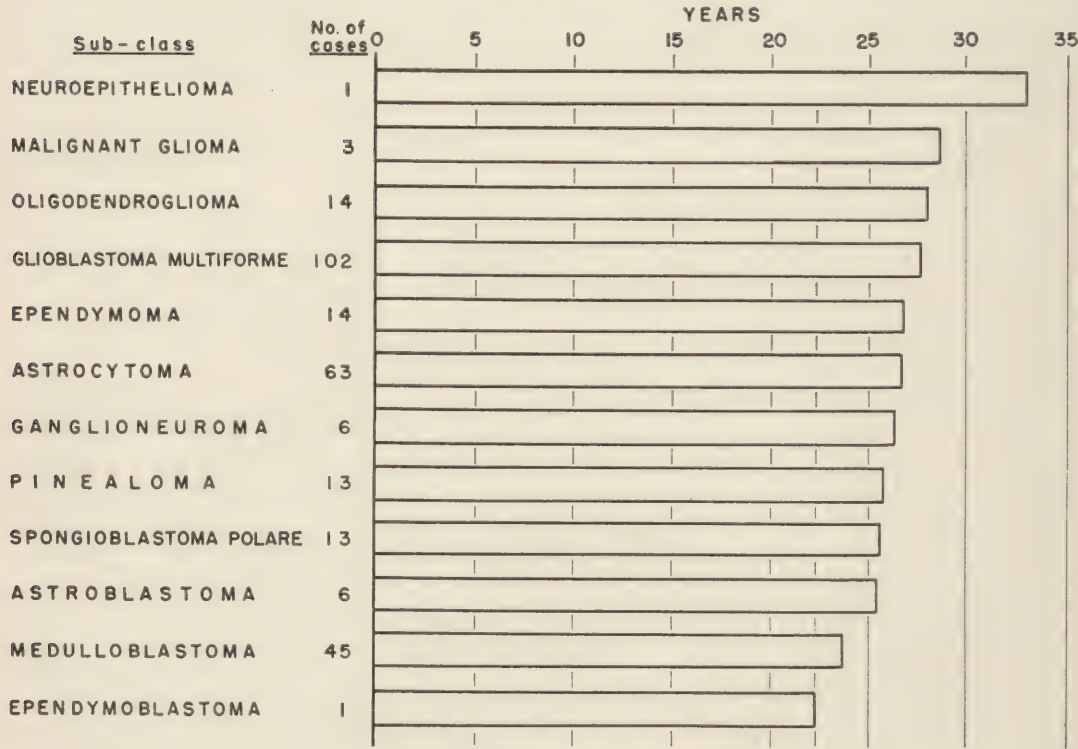 YEARS
Sub-class No. of cases 0 5 10 15 20 25 30 35
NEUROEPITHELIOMA 1
MALIGNANT GLIOMA 3
OLIGODENDROGLIOMA 14
GLIOBLASTOMA MULTIFORME 102
EPENDYMOMA 14
ASTROCYTOMA 63
GANGLIONEUROMA 6
PINEALOMA 13
SPONGIOBLASTOMA POLARE 13
ASTROBLASTOMA 6
MEDULLOBLASTOMA 45
EPENDYMOBLASTOMA 1